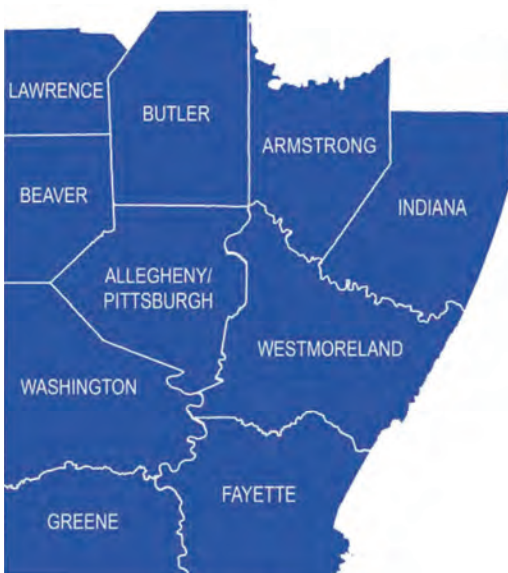 LAWRENCE
BUTLER
ARMSTRONG
BEAVER
INDIANA
ALLEGHENY/
PITTSBURGH
WESTMORELAND
WASHINGTON
FAYETTE
GREENE